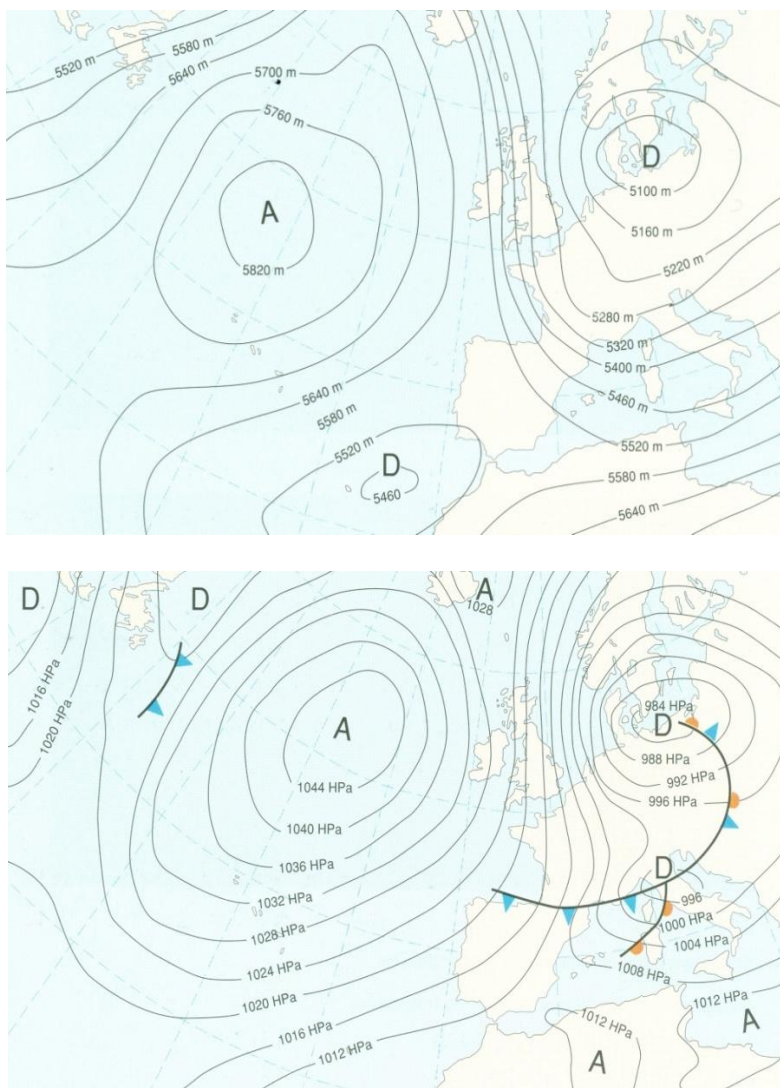 5520 m
5580 m
5640 m
5700 m
5760 m
A
5820 m
D
5100 m
5160 m
5220 m
5280 m
5320 m
5400 m
5460 m
5520 m
5580 m
5640 m
5640 m
5580 m
5520 m
D
5460
D
D
A
1028
1016 HPa
1020 HPa
A
1044 HPa
1040 HPa
1036 HPa
1032 HPa
1028 HPa
1024 HPa
1020 HPa
1016 HPa
1012 HPa
984 HPa
D
988 HPa
992 HPa
996 HPa
D
996
1000 HPa
1004 HPa
1008 HPa
1012 HPa
A
1012 HPa
A